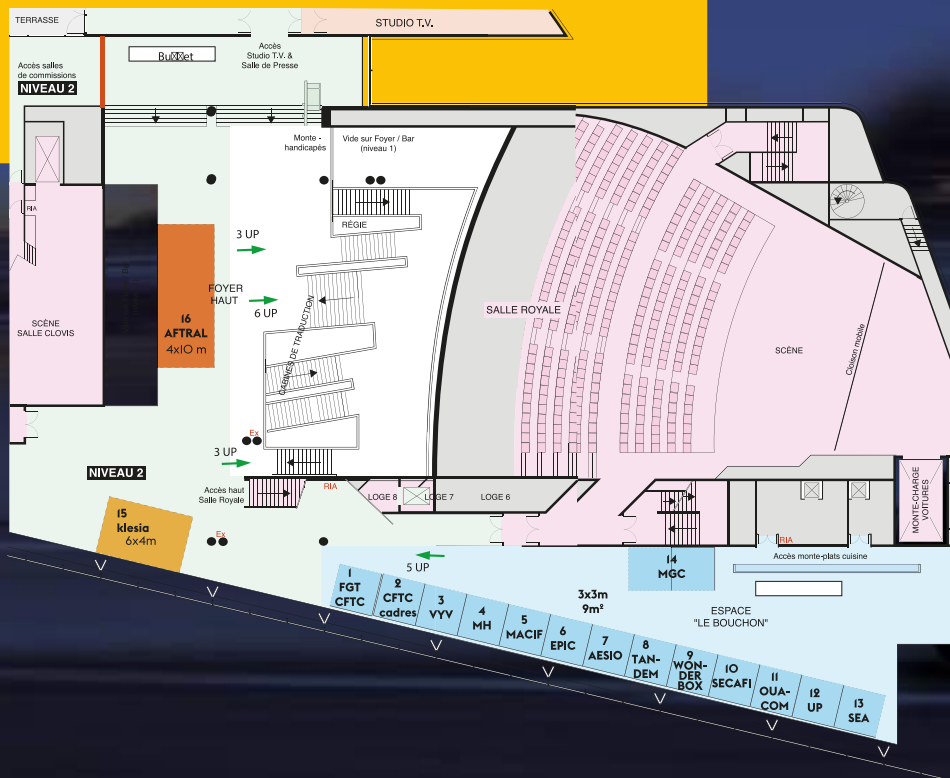 TERRASSE
STUDIO T.V.
Accès salles
de commissions
NIVEAU 2
Accès
Studio T.V. &
Salle de Presse
Monte -
handicapés
Vide sur Foyer / Bar
(niveau 1)
RIA
RÉGIE
3 UP
FOYER
HAUT
6 UP
16
AFTRAL
4x10 m
SCÈNE
SALLE CLOVIS
CABINES DE TRADUCTION
SALLE ROYALE
SCÈNE
Cloison mobile
Ex
3 UP
NIVEAU 2
Accès haut
Salle Royale
RIA
LOGE 8
LOGE 7
LOGE 6
MONTE-CHARGE
VOITURES
15
klesia
6x4m
Ex
5 UP
RIA
Accès monte-plats cuisine
14
MGC
3x3m
9m²
ESPACE
"LE BOUCHON"
1
FGT
CFTC
2
CFTC
cadres
3
VYV
4
MH
5
MACIF
6
EPIC
7
AESIO
8
TAN-
DEM
9
WON-
DER
BOX
10
SECAFI
11
OUA-
COM
12
UP
13
SEA